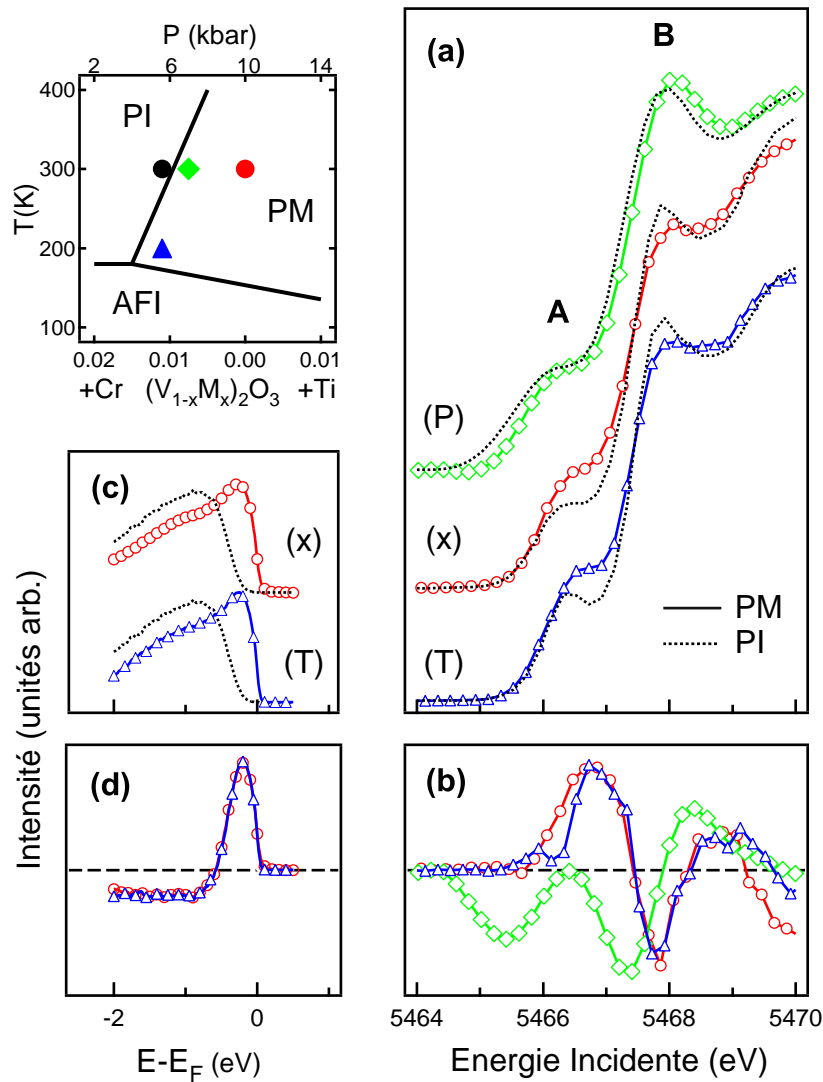 P (kbar)
2 6 10 14
400
300
200
100
T(K)
PI
PM
AFI
0.02 0.01 0.00 0.01
+Cr (V1-xMx)2O3 +Ti
(a)
B
A
(P)
(x)
(T)
PM
PI
(c)
(x)
(T)
(d)
(b)
Intensité (unités arb.)
-2 0
E-EF (eV)
5464 5466 5468 5470
Energie Incidente (eV)